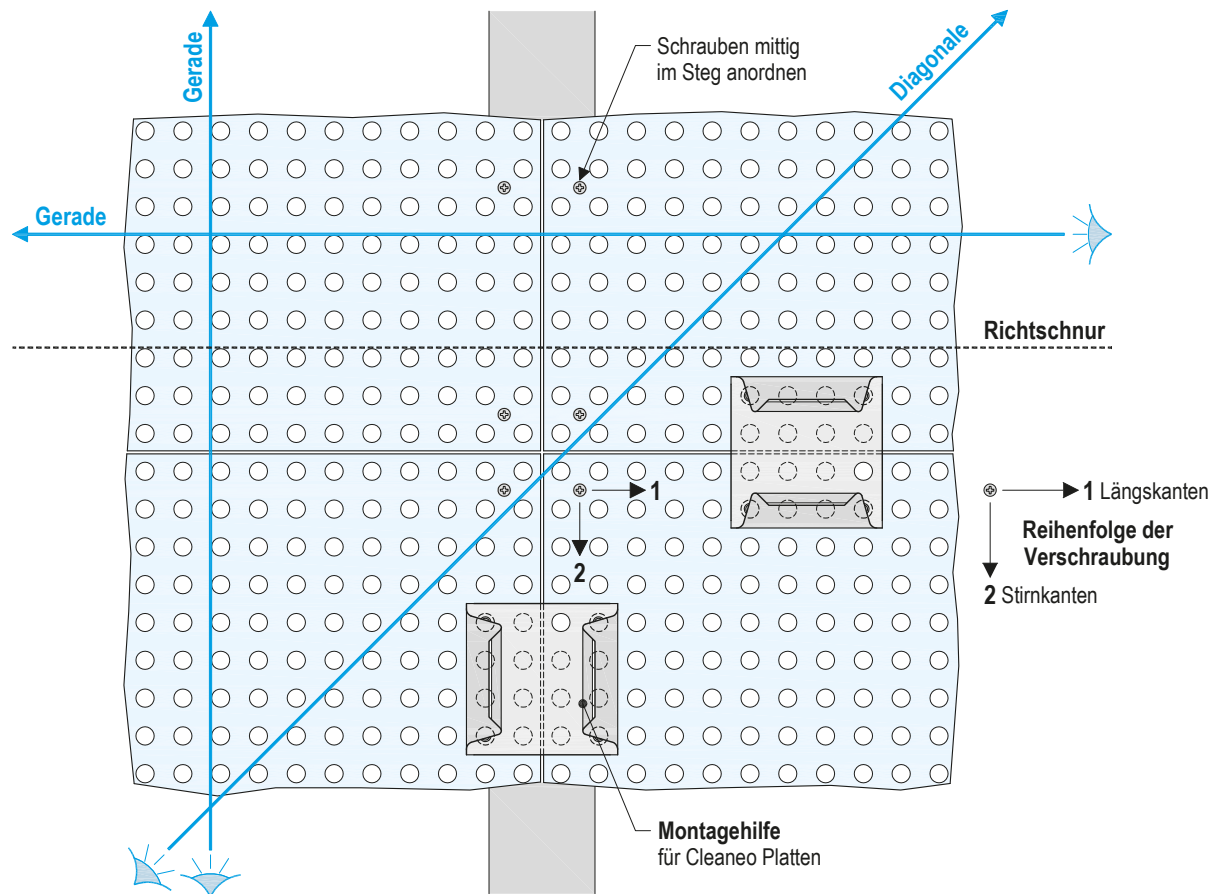 Gerade
Schrauben mittig
im Steg anordnen
Diagonale
Gerade
Richtschnur
1
2
1 Längskanten
Reihenfolge der
Verschraubung
2 Stirnkanten
Montagehilfe
für Cleaneo Platten